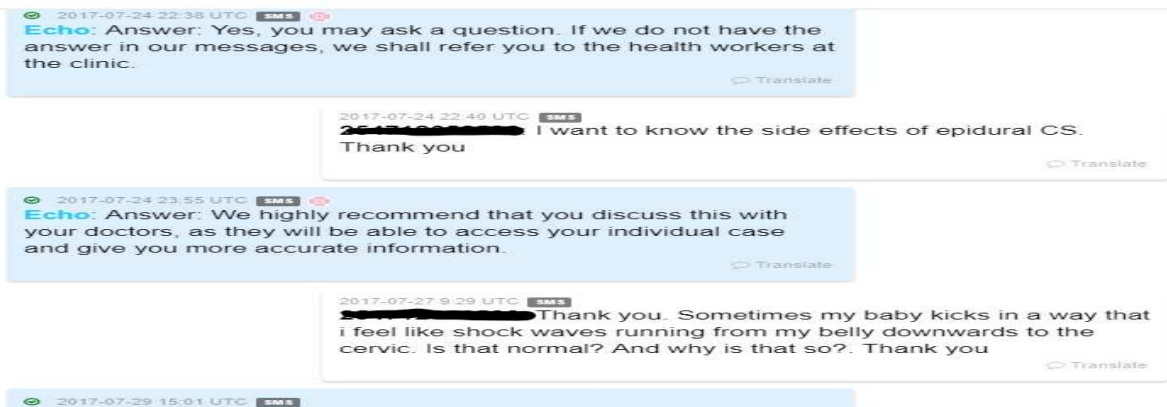 2017-07-24 22:38 UTC SMS
Echo: Answer: Yes, you may ask a question. If we do not have the
answer in our messages, we shall refer you to the health workers at
the clinic.
Translate
2017-07-24 22:40 UTC SMS
I want to know the side effects of epidural CS.
Thank you
Translate
2017-07-24 23:55 UTC SMS
Echo: Answer: We highly recommend that you discuss this with
your doctors, as they will be able to access your individual case
and give you more accurate information.
Translate
2017-07-27 9:29 UTC SMS
Thank you. Sometimes my baby kicks in a way that
i feel like shock waves running from my belly downwards to the
cervic. Is that normal? And why is that so?. Thank you
Translate
2017-07-29 15:01 UTC SMS